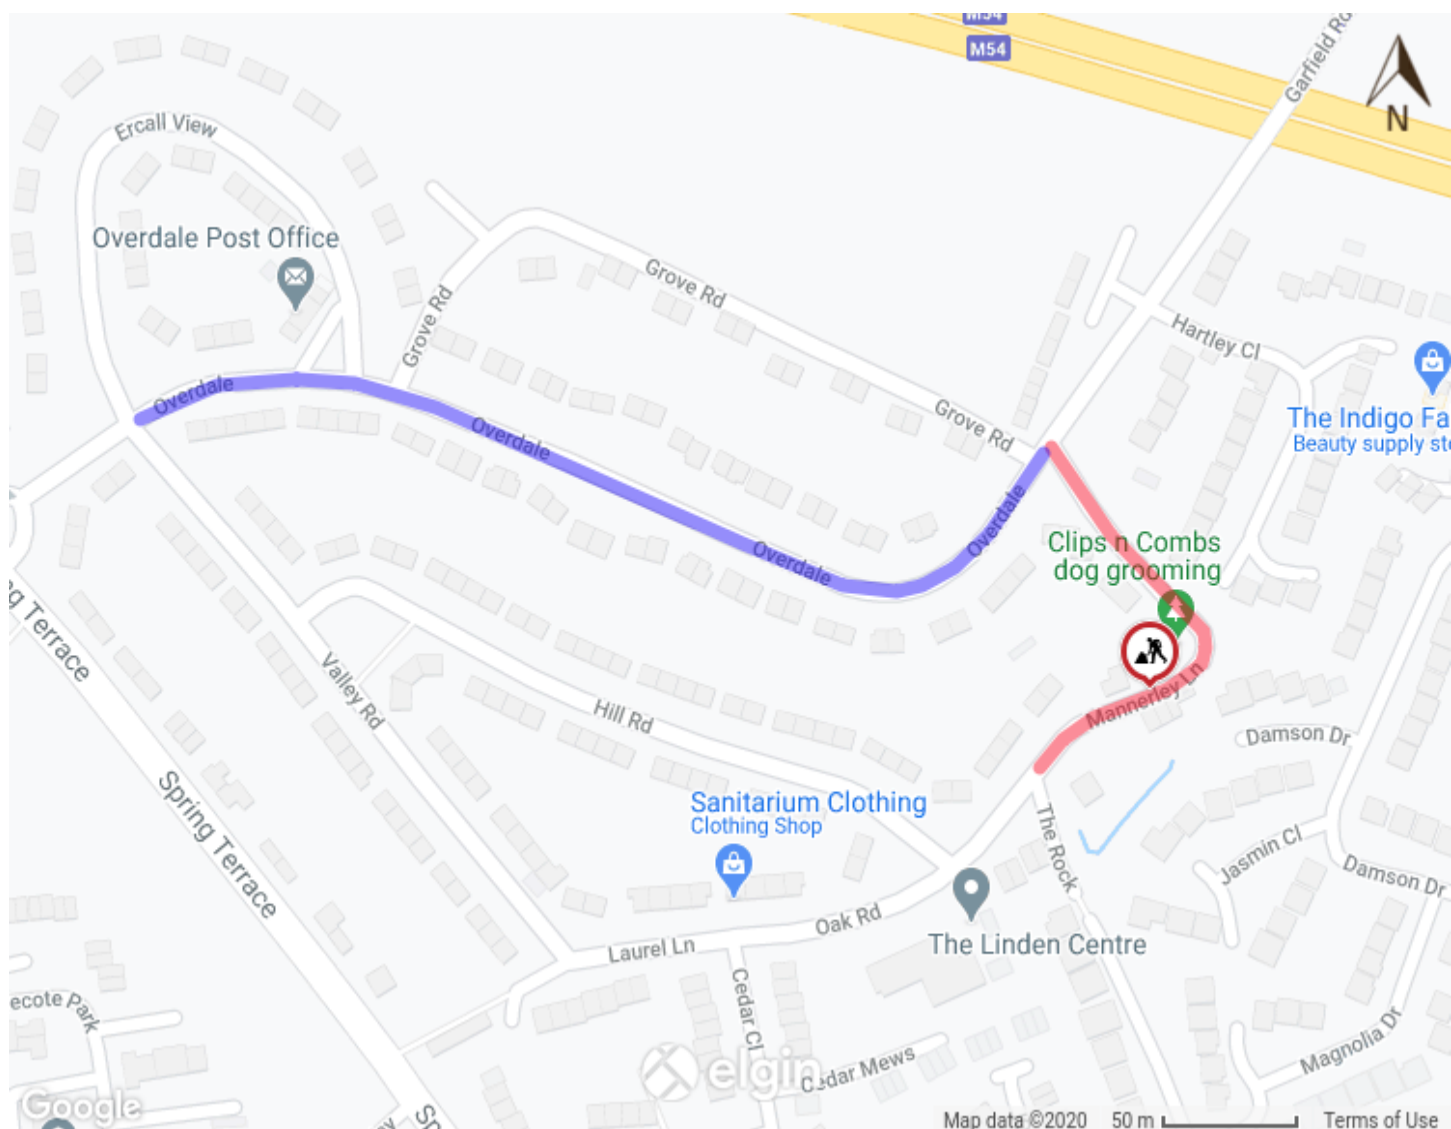 M54
M54
Garfield Rd
N
Ercall View
Overdale Post Office
Grove Rd
Grove Rd
Hartley Cl
Overdale
Grove Rd
The Indigo Fa
Beauty supply sto
Overdale
Overdale
Overdale
Clips n Combs
dog grooming
ng Terrace
Valley Rd
Hill Rd
Mannerley Ln
Damson Dr
Spring Terrace
Sanitarium Clothing
Clothing Shop
The Rock
Jasmin Cl
Damson Dr
Oak Rd
Laurel Ln
The Linden Centre
Cedar Cl
ecote Park
Magnolia Dr
Cedar Mews
elgin
Google
Sp
Map data ©2020 50 m Terms of Use